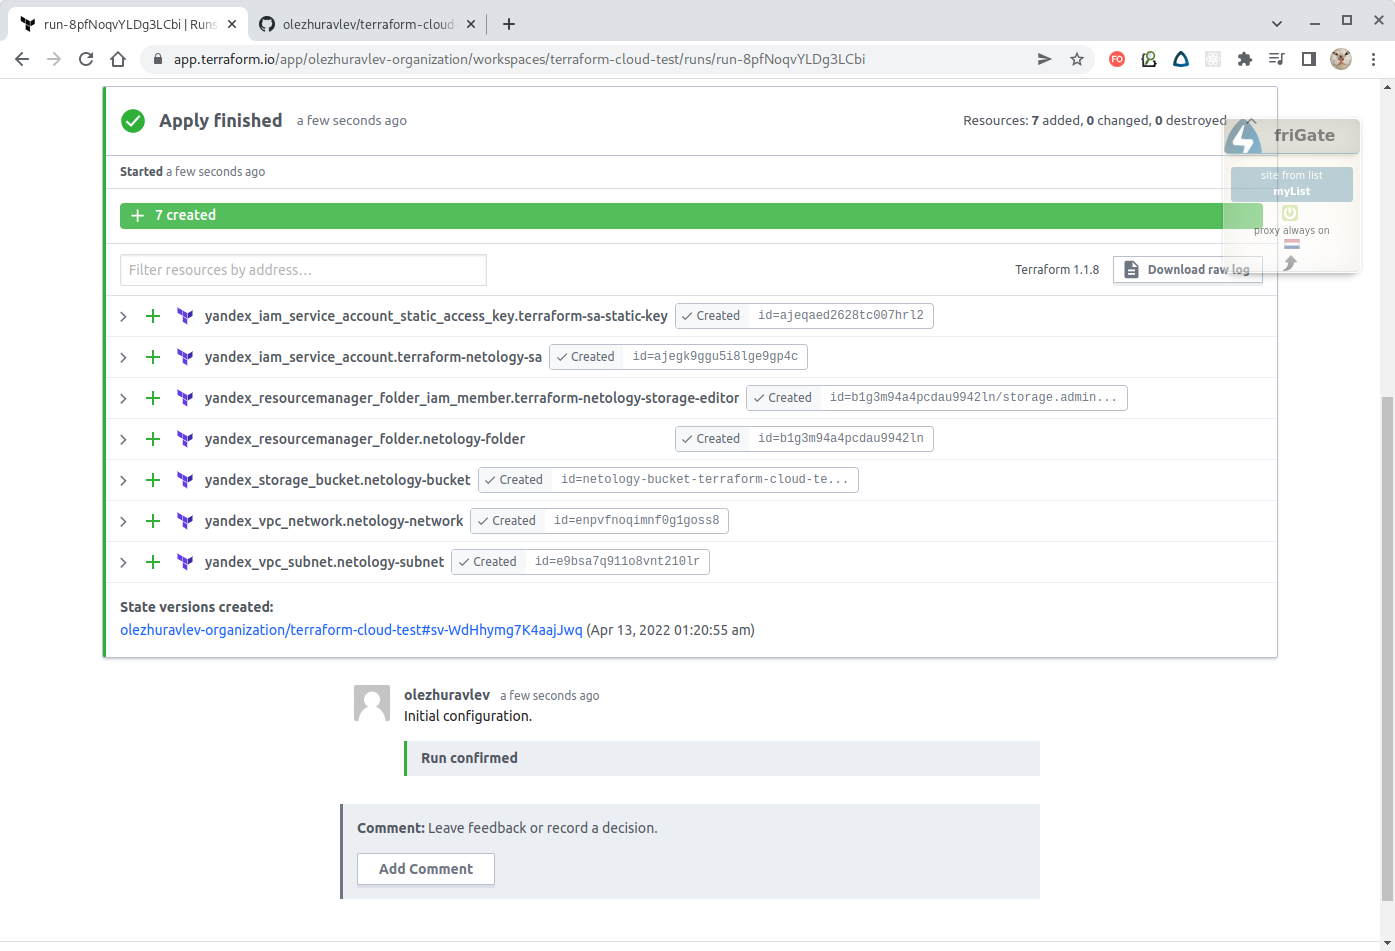 run-8pfNoqvYLDg3LCbi | Runs
olezhuravlev/terraform-cloud-
app.terraform.io/app/olezhuravlev-organization/workspaces/terraform-cloud-test/runs/run-8pfNoqvYLDg3LCbi
FO
Apply finished a few seconds ago
Resources: 7 added, 0 changed, 0 destroyed
friGate
Started a few seconds ago
site from list
myList
7 created
proxy always on
Filter resources by address…
Terraform 1.1.8
Download raw log
yandex_iam_service_account_static_access_key.terraform-sa-static-key Created id=ajeqaed2628tc007hrl2
yandex_iam_service_account.terraform-netology-sa Created id=ajegk9ggu5i8lge9gp4c
yandex_resourcemanager_folder_iam_member.terraform-netology-storage-editor Created id=b1g3m94a4pcdau9942ln/storage.admin...
yandex_resourcemanager_folder.netology-folder Created id=b1g3m94a4pcdau9942ln
yandex_storage_bucket.netology-bucket Created id=netology-bucket-terraform-cloud-te...
yandex_vpc_network.netology-network Created id=enpvfnoqimnf0g1goss8
yandex_vpc_subnet.netology-subnet Created id=e9bsa7q911o8vnt210lr
State versions created:
olezhuravlev-organization/terraform-cloud-test#sv-WdHhymg7K4aajJwq (Apr 13, 2022 01:20:55 am)
olezhuravlev a few seconds ago
Initial configuration.
Run confirmed
Comment: Leave feedback or record a decision.
Add Comment